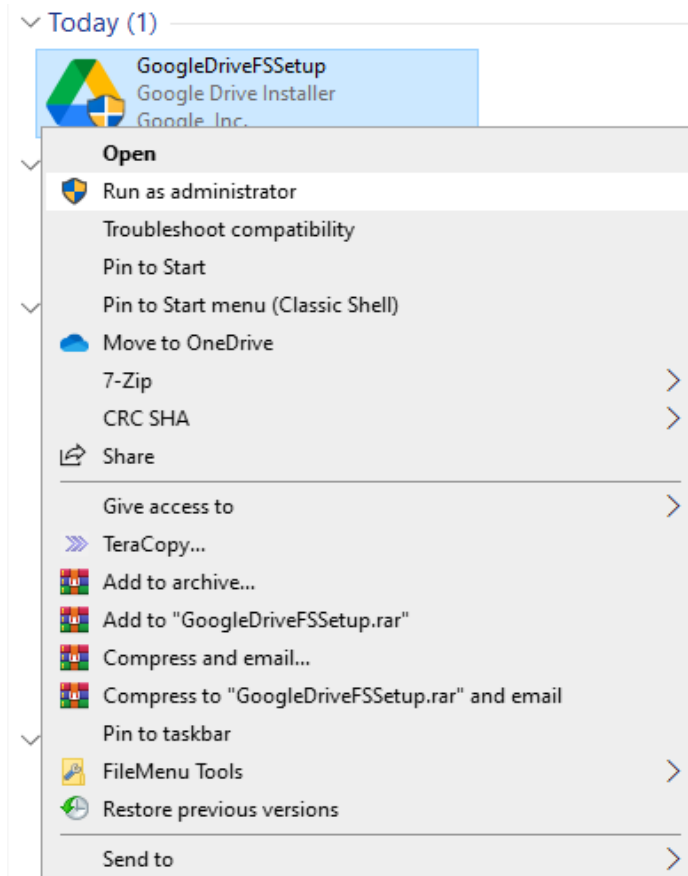 Today (1)
GoogleDriveFSSetup
Google Drive Installer
Google, Inc.
Open
Run as administrator
Troubleshoot compatibility
Pin to Start
Pin to Start menu (Classic Shell)
Move to OneDrive
7-Zip
CRC SHA
Share
Give access to
TeraCopy...
Add to archive...
Add to "GoogleDriveFSSetup.rar"
Compress and email...
Compress to "GoogleDriveFSSetup.rar" and email
Pin to taskbar
FileMenu Tools
Restore previous versions
Send to